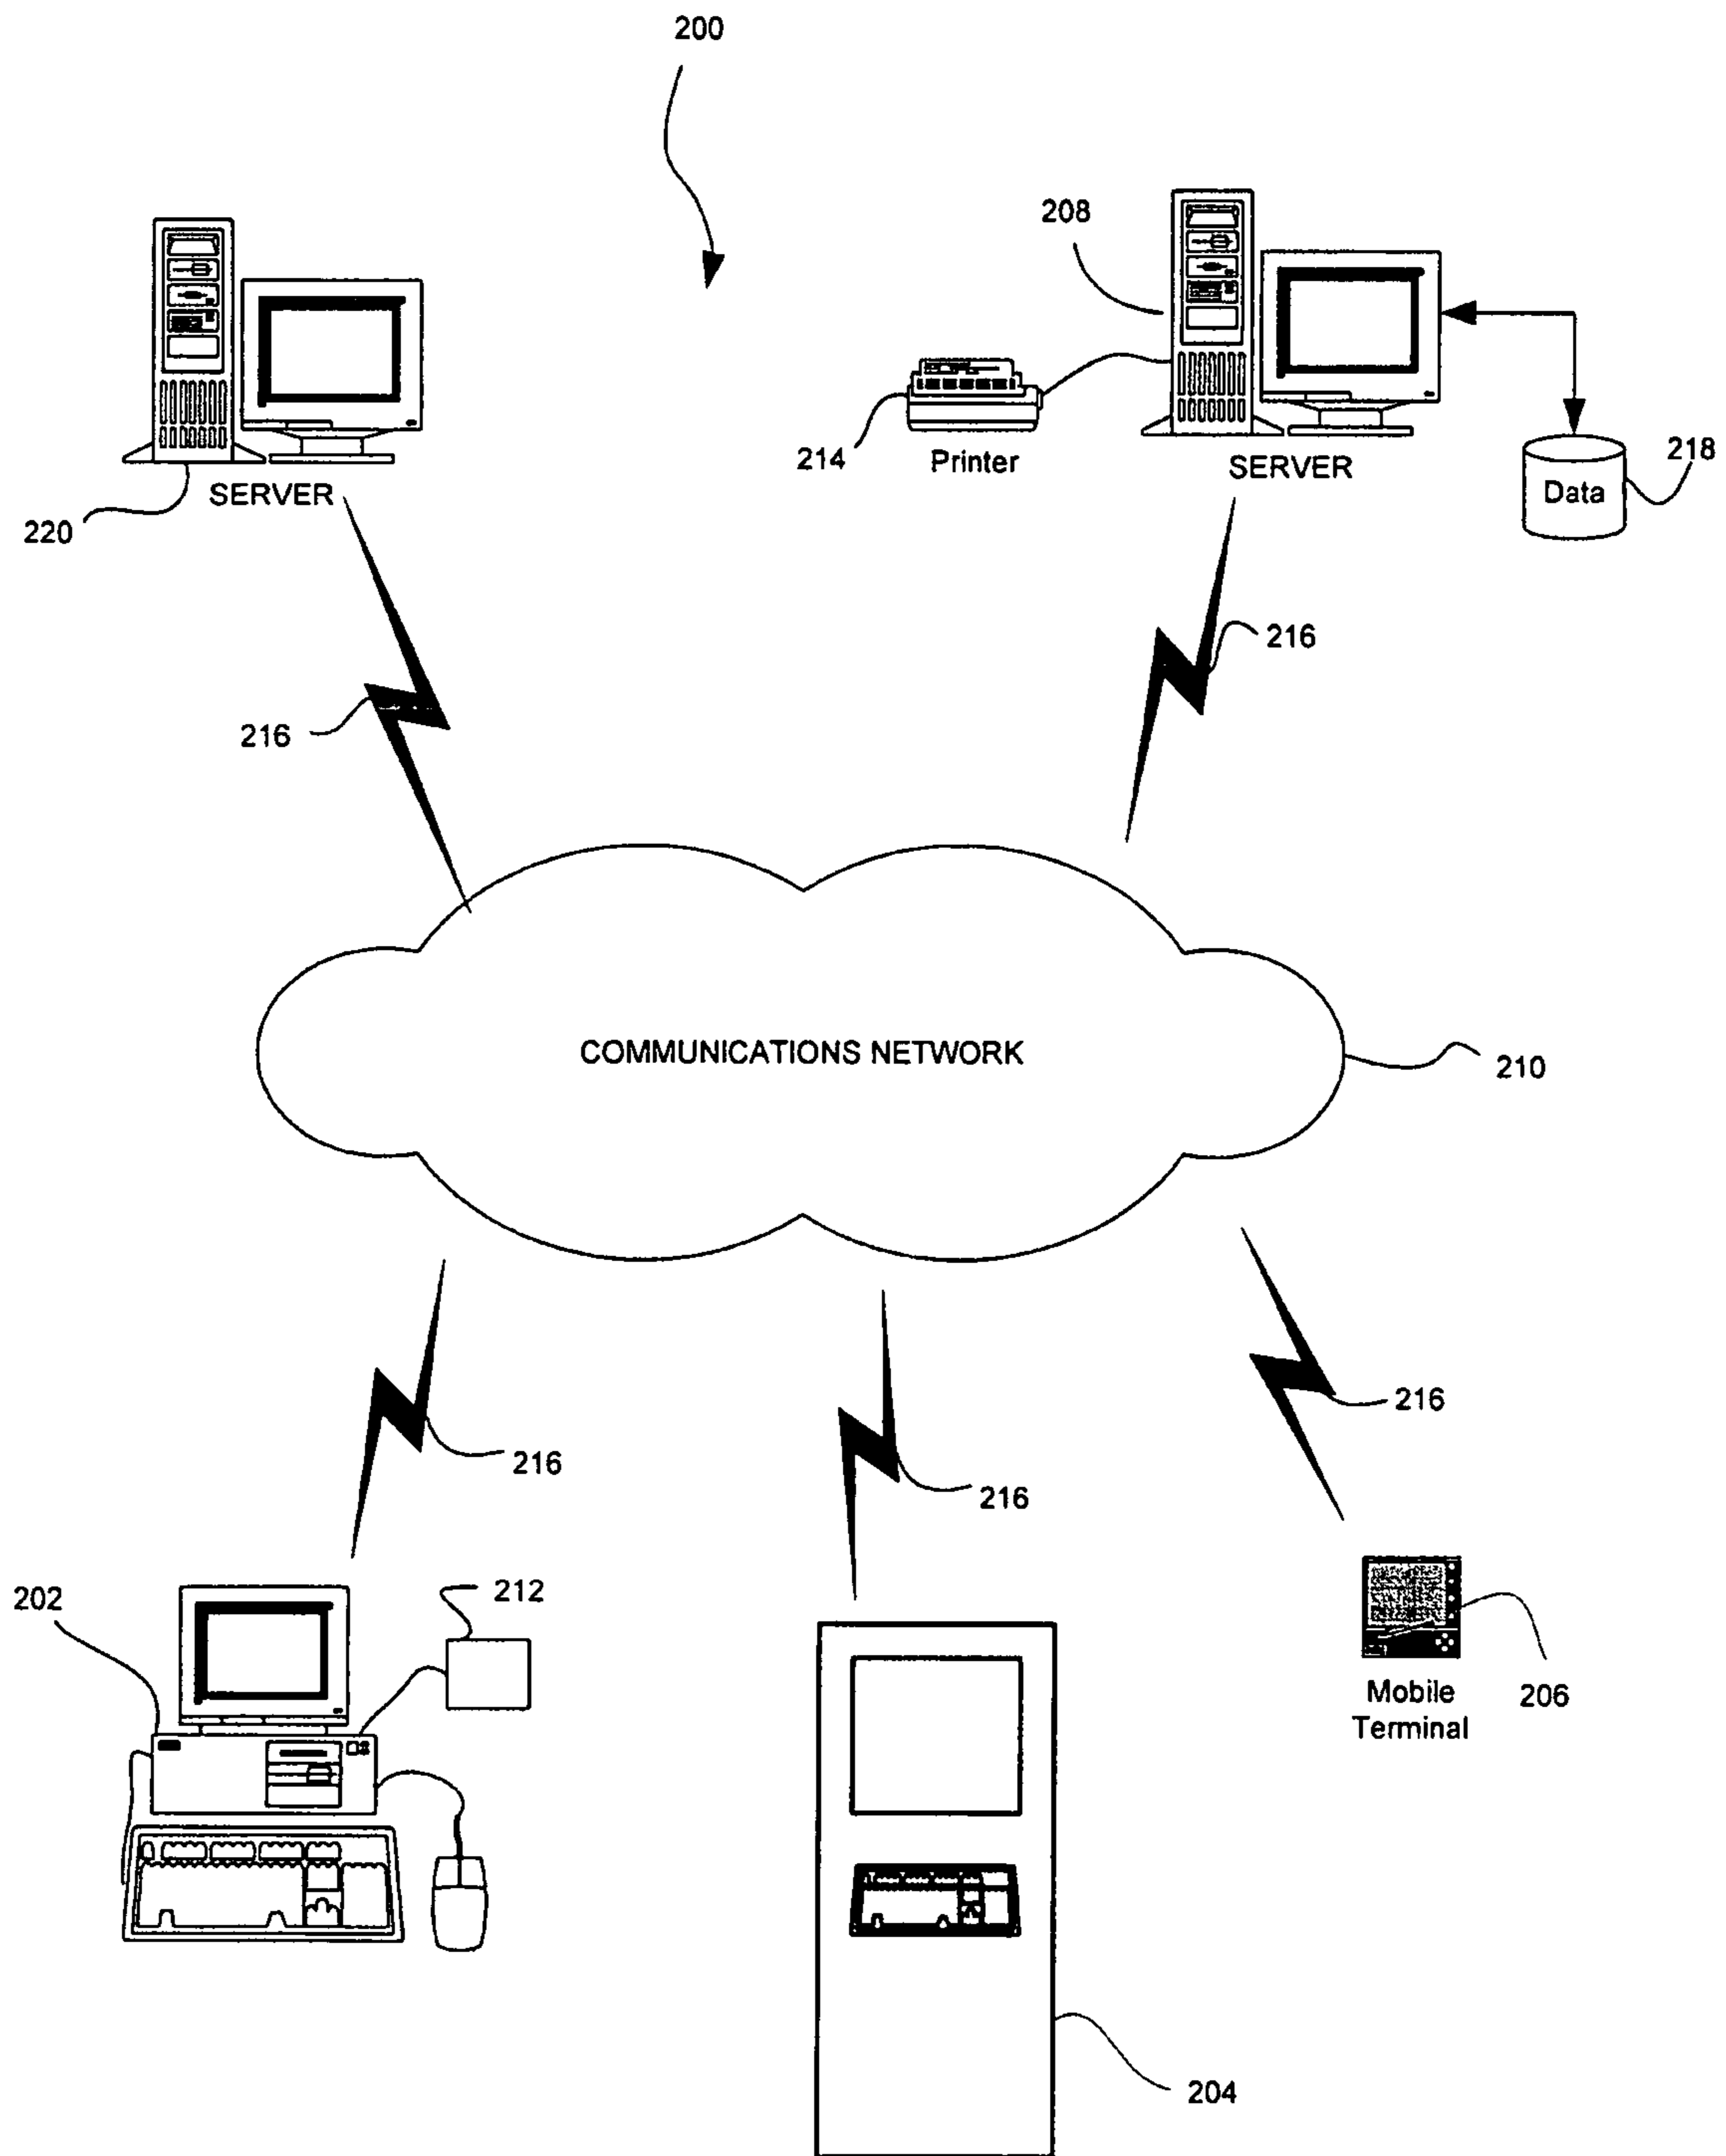 200
208
214
Printer
SERVER
Data
218
SERVER
220
216
216
COMMUNICATIONS NETWORK
210
216
216
216
202
212
Mobile
Terminal
206
204